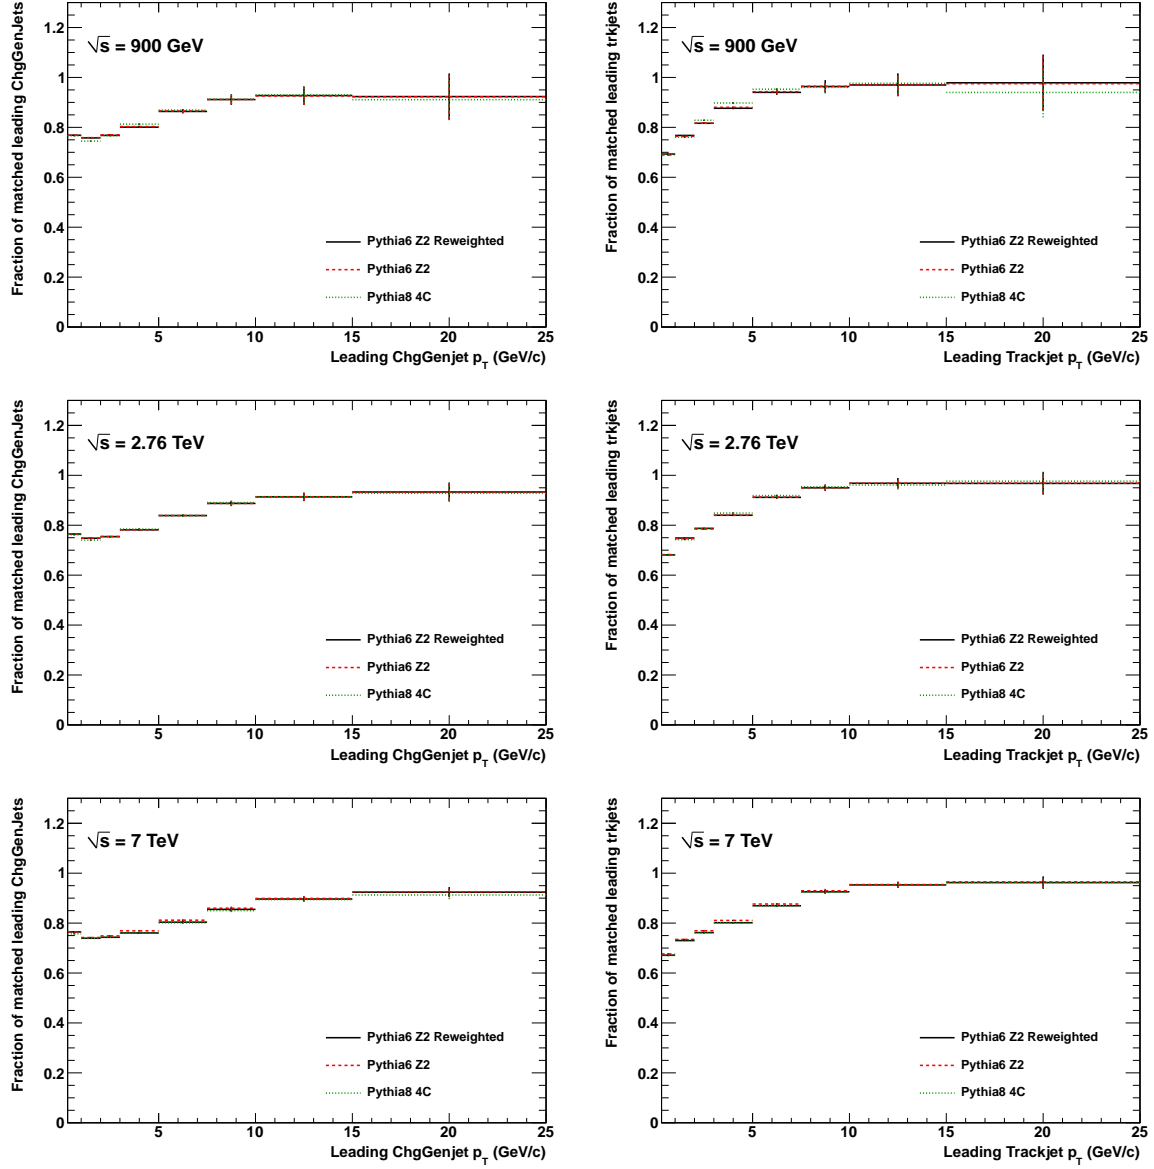 Fraction of matched leading ChgGenJets
√s = 900 GeV
1.2
1
0.8
0.6
0.4
0.2
0
Pythia6 Z2 Reweighted
Pythia6 Z2
Pythia8 4C
5 10 15 20 25
Leading ChgGenjet p_T (GeV/c)
Fraction of matched leading trkjets
√s = 900 GeV
1.2
1
0.8
0.6
0.4
0.2
0
Pythia6 Z2 Reweighted
Pythia6 Z2
Pythia8 4C
5 10 15 20 25
Leading Trackjet p_T (GeV/c)
Fraction of matched leading ChgGenJets
√s = 2.76 TeV
1.2
1
0.8
0.6
0.4
0.2
0
Pythia6 Z2 Reweighted
Pythia6 Z2
Pythia8 4C
5 10 15 20 25
Leading ChgGenjet p_T (GeV/c)
Fraction of matched leading trkjets
√s = 2.76 TeV
1.2
1
0.8
0.6
0.4
0.2
0
Pythia6 Z2 Reweighted
Pythia6 Z2
Pythia8 4C
5 10 15 20 25
Leading Trackjet p_T (GeV/c)
Fraction of matched leading ChgGenJets
√s = 7 TeV
1.2
1
0.8
0.6
0.4
0.2
0
Pythia6 Z2 Reweighted
Pythia6 Z2
Pythia8 4C
5 10 15 20 25
Leading ChgGenjet p_T (GeV/c)
Fraction of matched leading trkjets
√s = 7 TeV
1.2
1
0.8
0.6
0.4
0.2
0
Pythia6 Z2 Reweighted
Pythia6 Z2
Pythia8 4C
5 10 15 20 25
Leading Trackjet p_T (GeV/c)